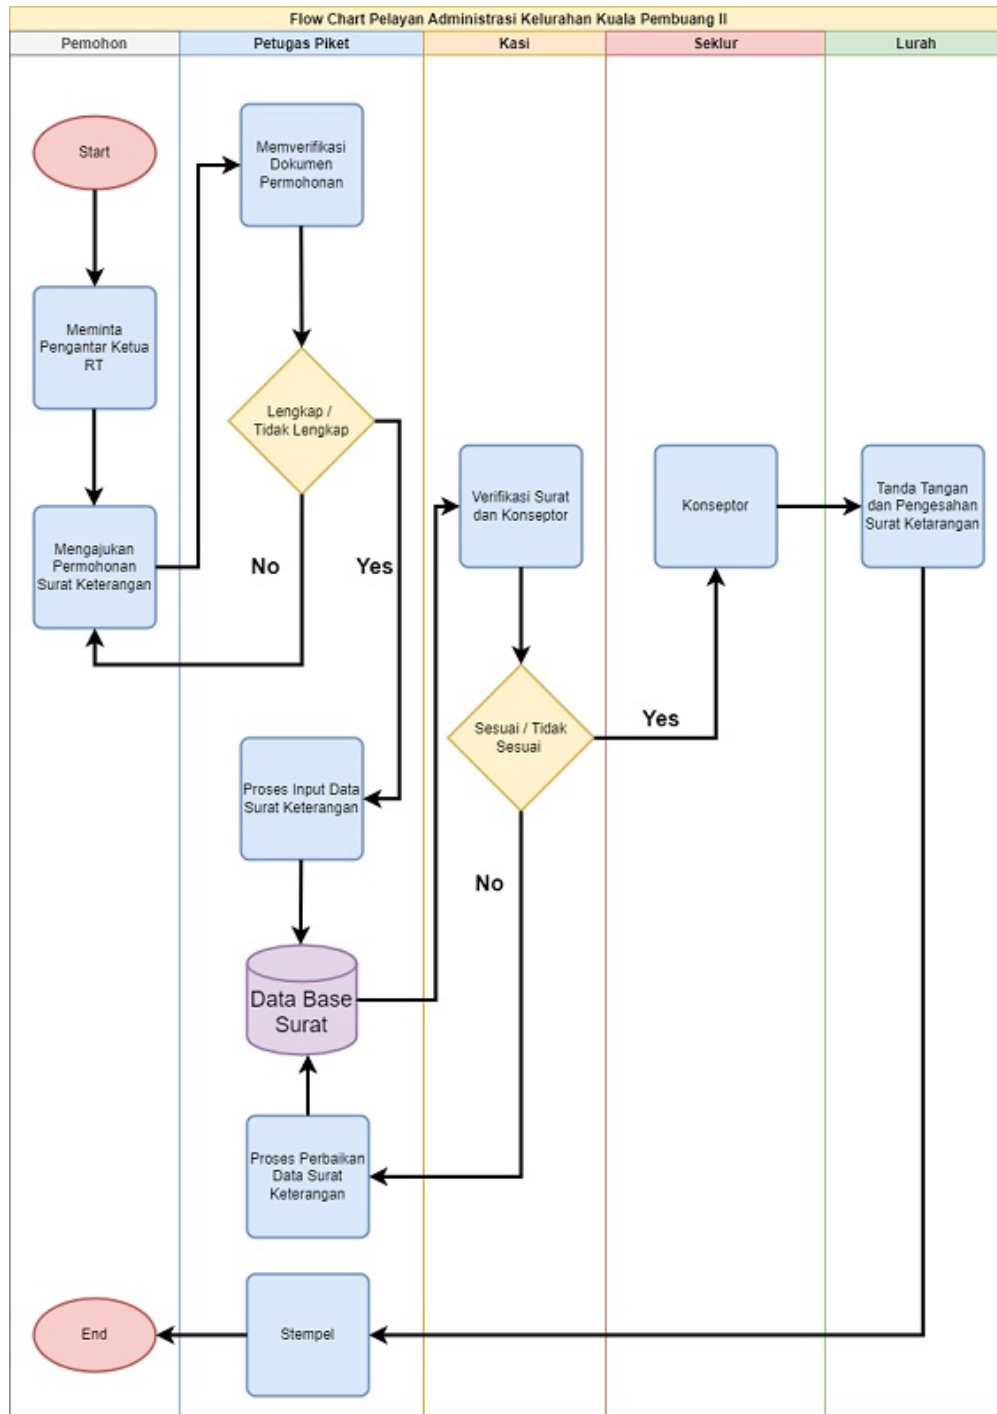 Flow Chart Pelayan Administrasi Kelurahan Kuala Pembuang II
Pemohon
Petugas Piket
Kasi
Seklur
Lurah
Start
Memverifikasi
Dokumen
Permohonan
Meminta
Pengantar Ketua
RT
Lengkap /
Tidak Lengkap
Mengajukan
Permohonan
Surat Keterangan
No
Yes
Verifikasi Surat
dan Konseptor
Konseptor
Tanda Tangan
dan Pengesahan
Surat Ketarangan
Sesuai / Tidak
Sesuai
Yes
No
Proses Input Data
Surat Keterangan
Data Base
Surat
Proses Perbaikan
Data Surat
Keterangan
Stempel
End